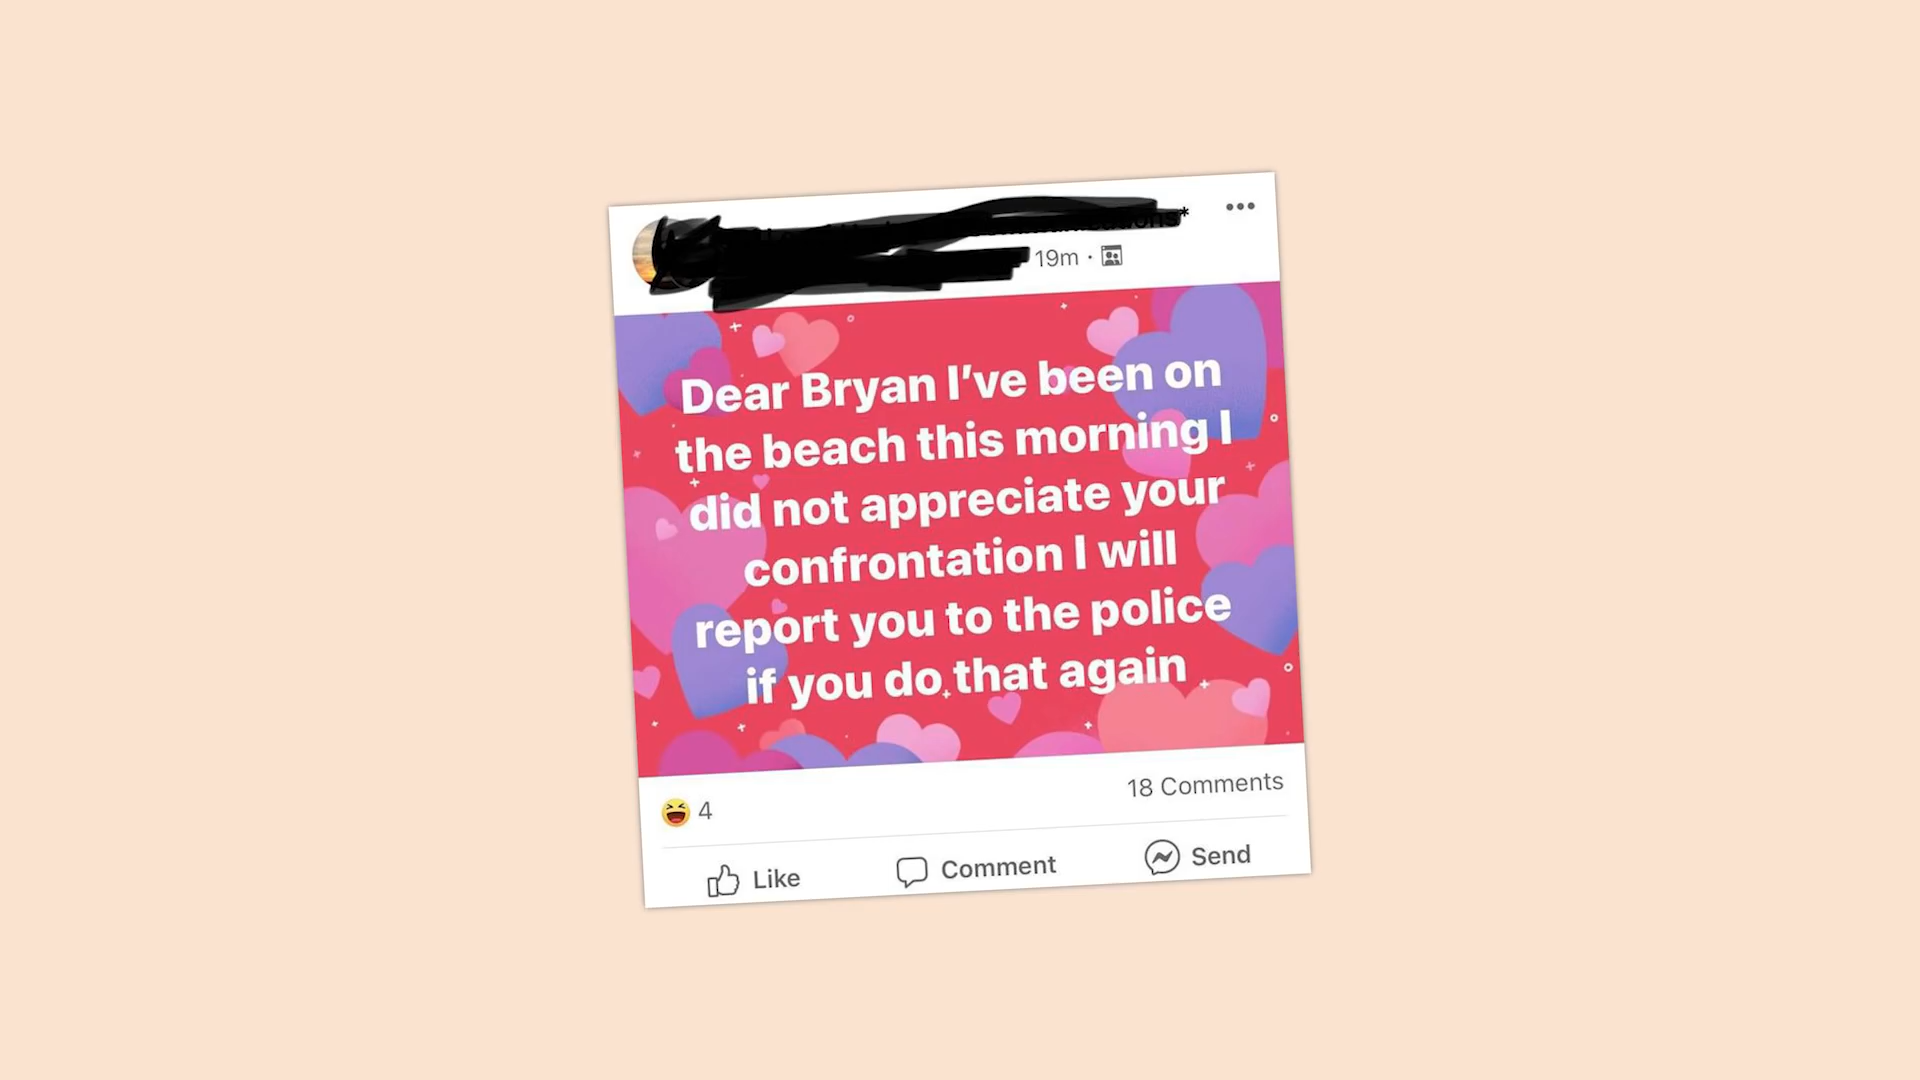 19m ·
Dear Bryan I’ve been on
the beach this morning I
did not appreciate your
confrontation I will
report you to the police
if you do that again
4
18 Comments
Like
Comment
Send